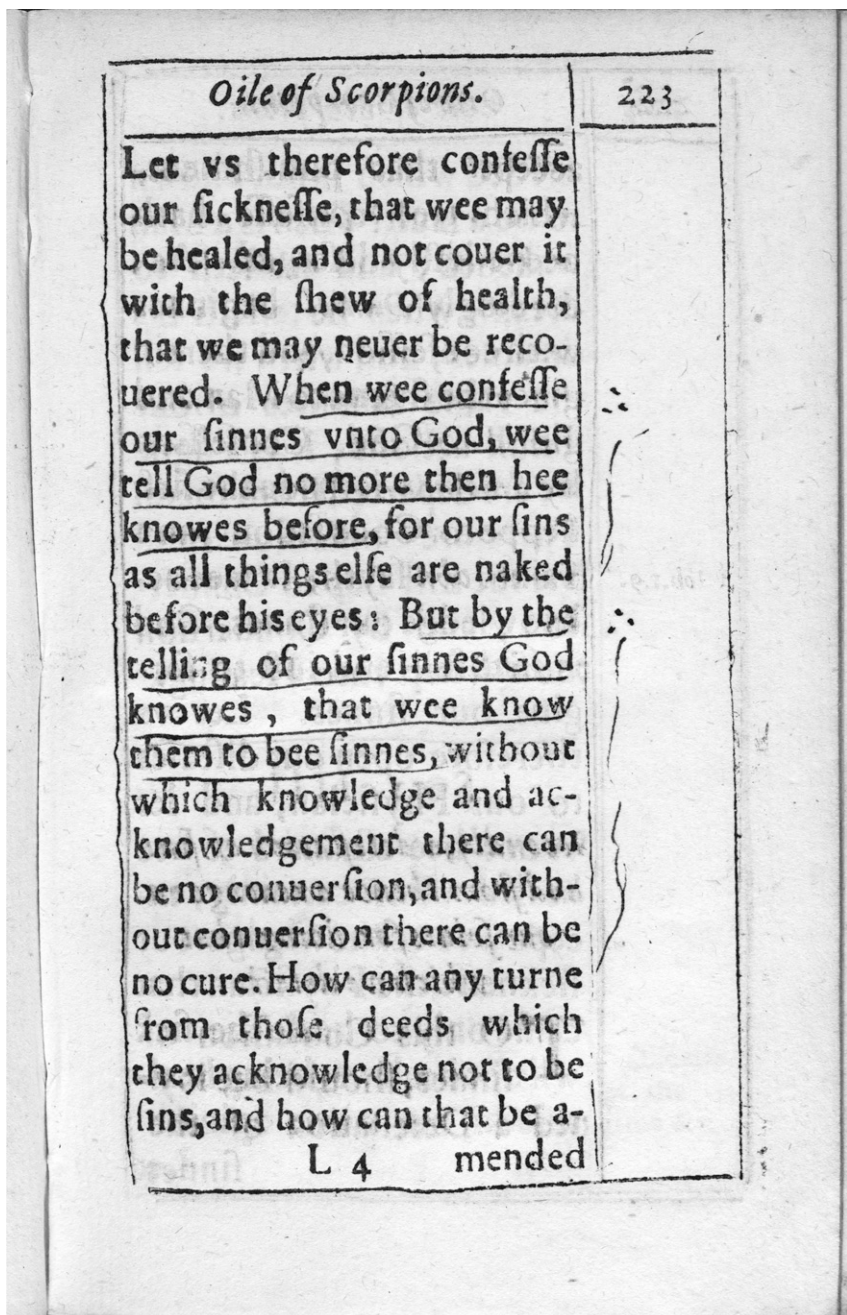 Oile of Scorpions. 223
Let vs therefore confeſſe
our ſickneſſe, that wee may
be healed, and not couer it
with the ſhew of health,
that we may neuer be reco-
uered. When wee confeſſe
our ſinnes vnto God, wee
tell God no more then hee
knowes before, for our ſins
as all things elſe are naked
before his eyes: But by the
telling of our ſinnes God
knowes, that wee know
them to bee ſinnes, without
which knowledge and ac-
knowledgement there can
be no conuerſion, and with-
out conuerſion there can be
no cure. How can any turne
from thoſe deeds which
they acknowledge not to be
ſins, and how can that be a-
L 4 mended